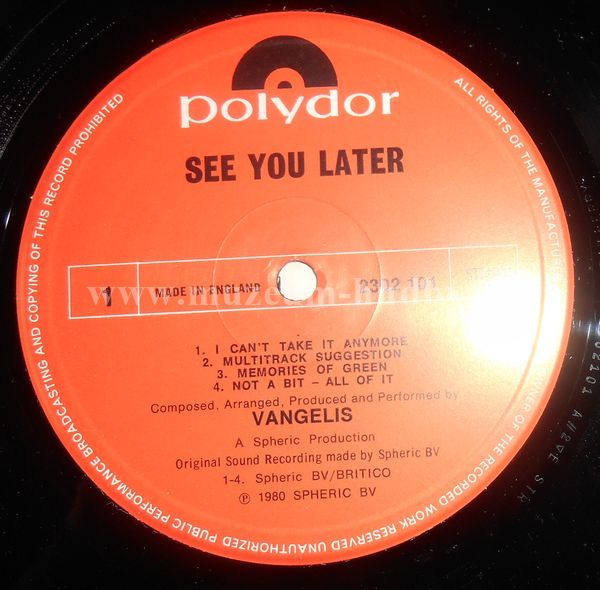 polydor
SEE YOU LATER
1 MADE IN ENGLAND 2302 101
1. I CAN'T TAKE IT ANYMORE
2. MULTITRACK SUGGESTION
3. MEMORIES OF GREEN
4. NOT A BIT – ALL OF IT
Composed, Arranged, Produced and Performed by
VANGELIS
A Spheric Production
Original Sound Recording made by Spheric BV
1-4. Spheric BV/BRITICO
℗ 1980 SPHERIC BV
ALL RIGHTS OF THE MANUFACTURER
OWNER OF THE RECORDED WORK RESERVED UNAUTHORIZED PUBLIC PERFORMANCE BROADCASTING AND COPYING OF THIS RECORD PROHIBITED